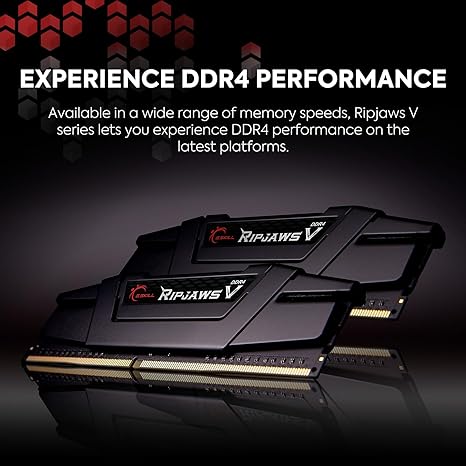 EXPERIENCE DDR4 PERFORMANCE
Available in a wide range of memory speeds, Ripjaws V
series lets you experience DDR4 performance on the
latest platforms.
G.SKILL RIPJAWS V DDR4
G.SKILL RIPJAWS V DDR4